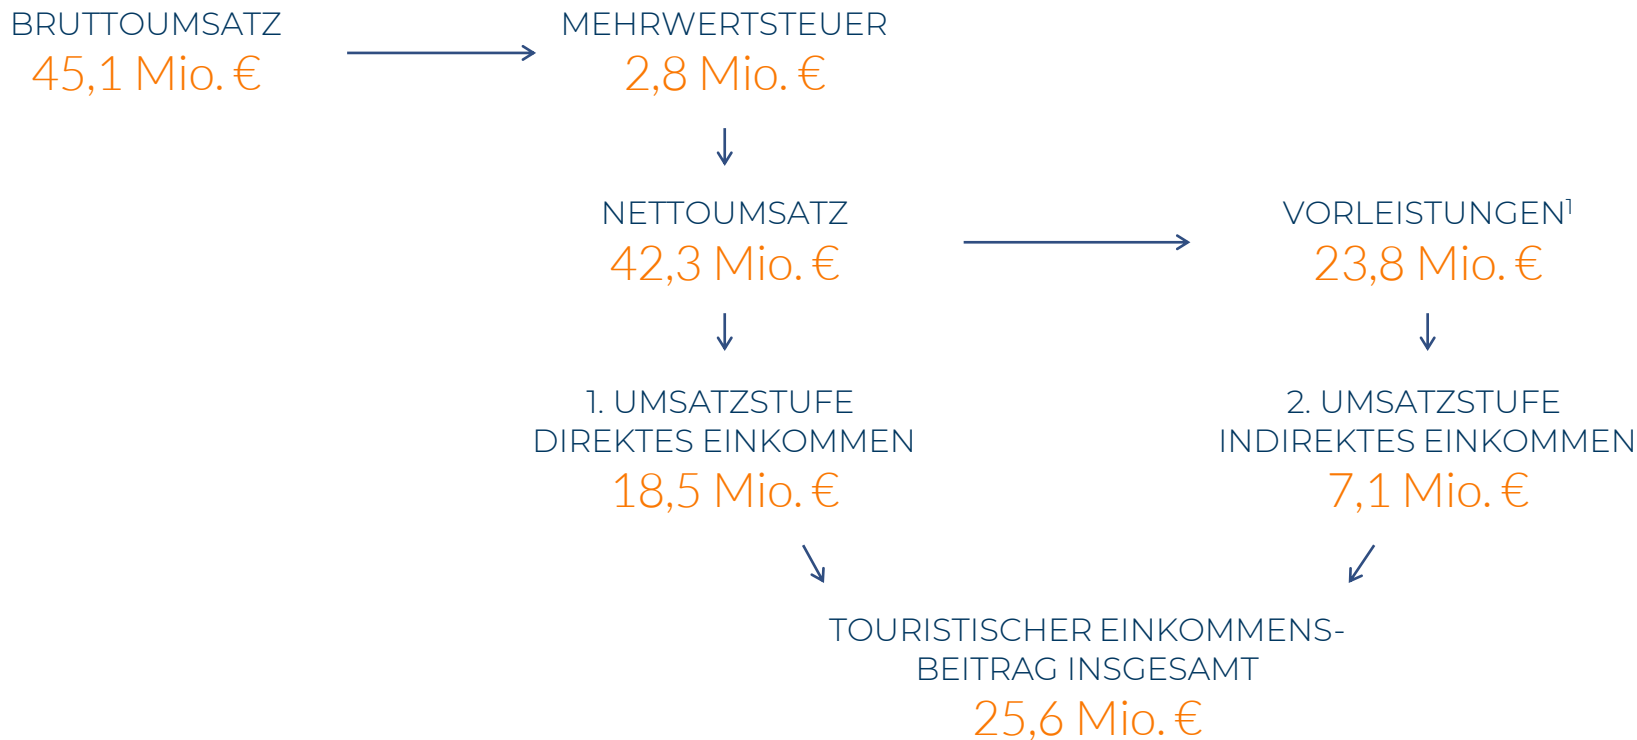 BRUTTOUMSATZ
45,1 Mio. €
MEHRWERTSTEUER
2,8 Mio. €
NETTOUMSATZ
42,3 Mio. €
VORLEISTUNGEN¹
23,8 Mio. €
1. UMSATZSTUFE
DIREKTES EINKOMMEN
18,5 Mio. €
2. UMSATZSTUFE
INDIREKTES EINKOMMEN
7,1 Mio. €
TOURISTISCHER EINKOMMENS-
BEITRAG INSGESAMT
25,6 Mio. €